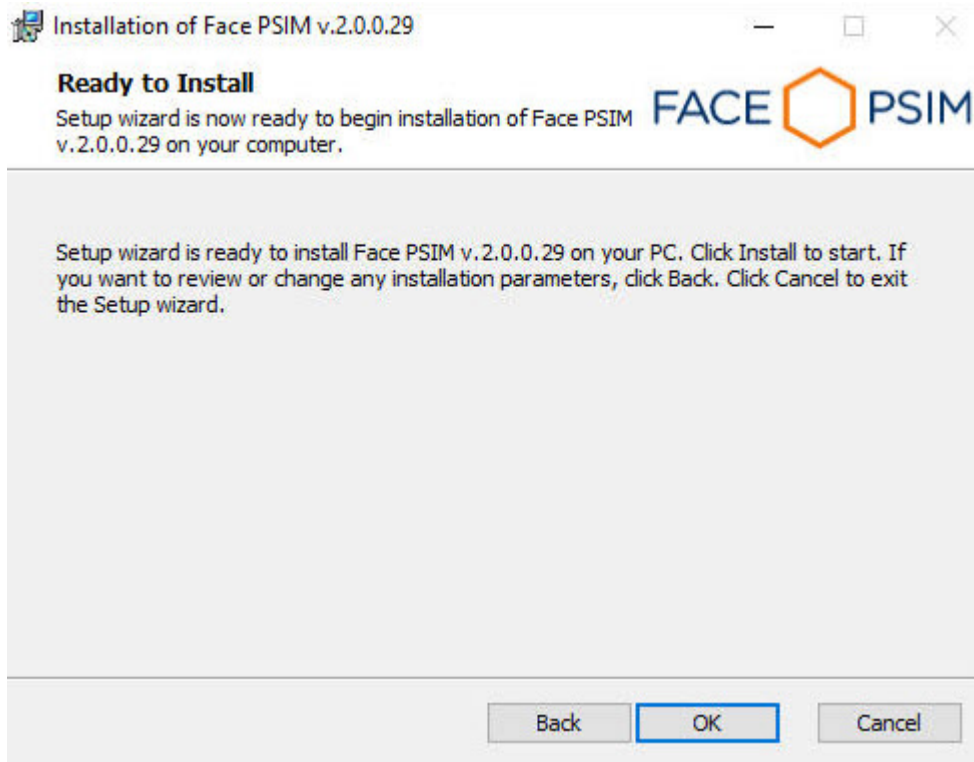 Installation of Face PSIM v.2.0.0.29
Ready to Install
Setup wizard is now ready to begin installation of Face PSIM
v.2.0.0.29 on your computer.
FACE PSIM
Setup wizard is ready to install Face PSIM v.2.0.0.29 on your PC. Click Install to start. If
you want to review or change any installation parameters, click Back. Click Cancel to exit
the Setup wizard.
Back
OK
Cancel